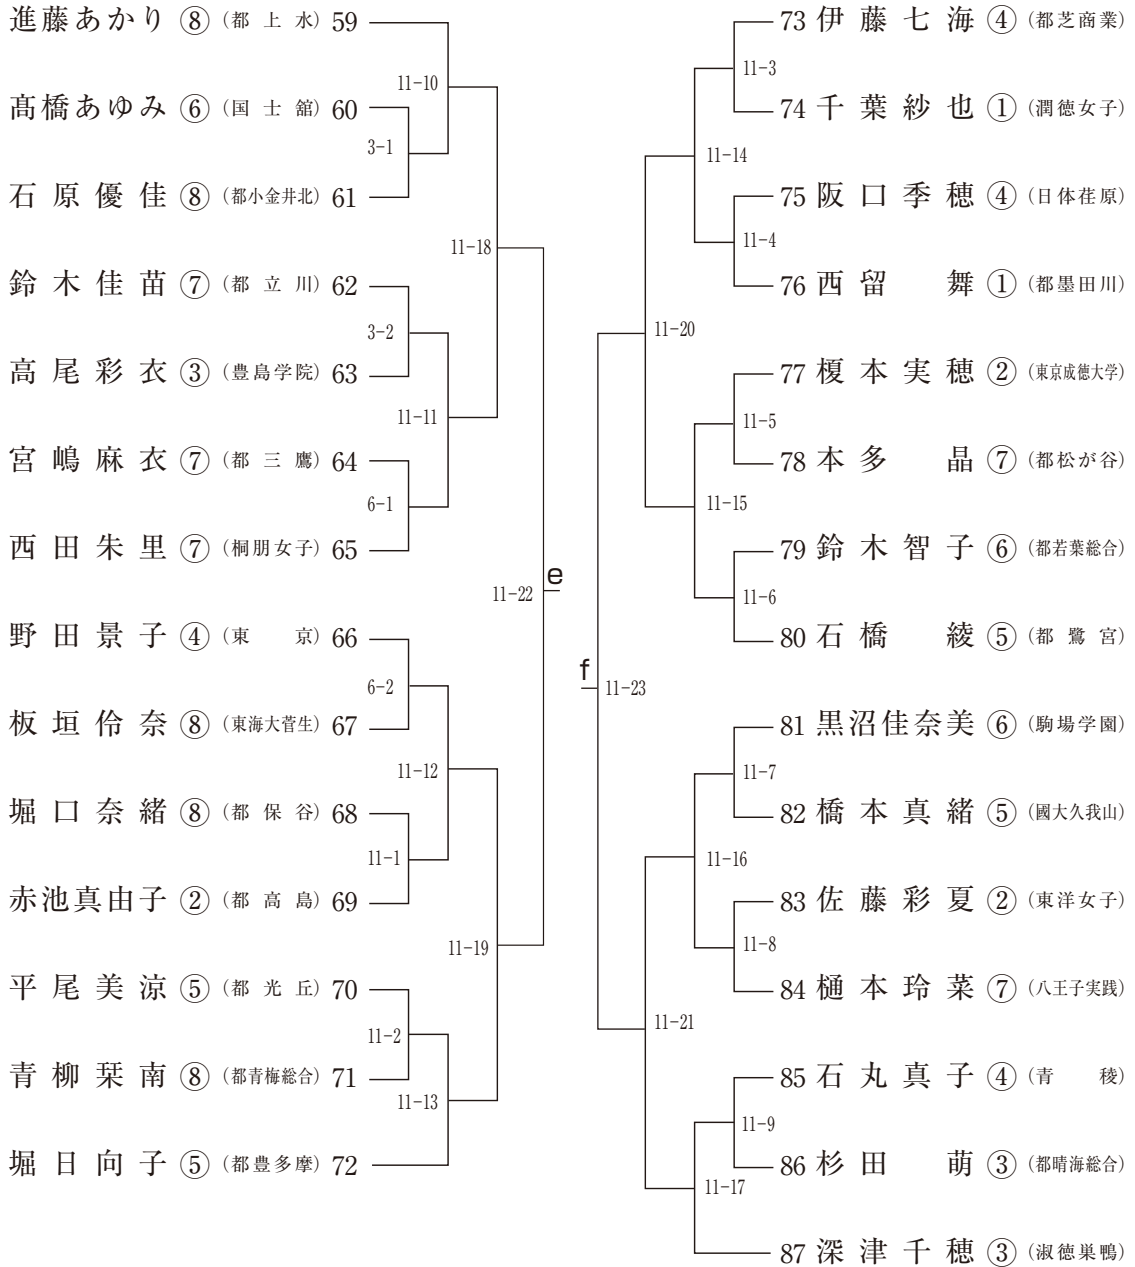 進藤あかり ⑧ (都上水) 59
髙橋あゆみ ⑥ (国士舘) 60
石原優佳 ⑧ (都小金井北) 61
鈴木佳苗 ⑦ (都立川) 62
高尾彩衣 ③ (豊島学院) 63
宮嶋麻衣 ⑦ (都三鷹) 64
西田朱里 ⑦ (桐朋女子) 65
野田景子 ④ (東京) 66
板垣伶奈 ⑧ (東海大菅生) 67
堀口奈緒 ⑧ (都保谷) 68
赤池真由子 ② (都高島) 69
平尾美涼 ⑤ (都光丘) 70
青柳栞南 ⑧ (都青梅総合) 71
堀日向子 ⑤ (都豊多摩) 72
11-10
3-1
11-18
3-2
11-11
6-1
11-22
e
6-2
11-12
11-1
11-19
11-2
11-13
73 伊藤七海 ④ (都芝商業)
74 千葉紗也 ① (潤徳女子)
75 阪口季穂 ④ (日体荏原)
76 西留舞 ① (都墨田川)
77 榎本実穂 ② (東京成徳大学)
78 本多晶 ⑦ (都松が谷)
79 鈴木智子 ⑥ (都若葉総合)
80 石橋綾 ⑤ (都鷺宮)
81 黒沼佳奈美 ⑥ (駒場学園)
82 橋本真緒 ⑤ (國大久我山)
83 佐藤彩夏 ② (東洋女子)
84 樋本玲菜 ⑦ (八王子実践)
85 石丸真子 ④ (青稜)
86 杉田萌 ③ (都晴海総合)
87 深津千穂 ③ (淑徳巣鴨)
11-3
11-14
11-4
11-20
11-5
11-15
11-6
f
11-23
11-7
11-16
11-8
11-21
11-9
11-17